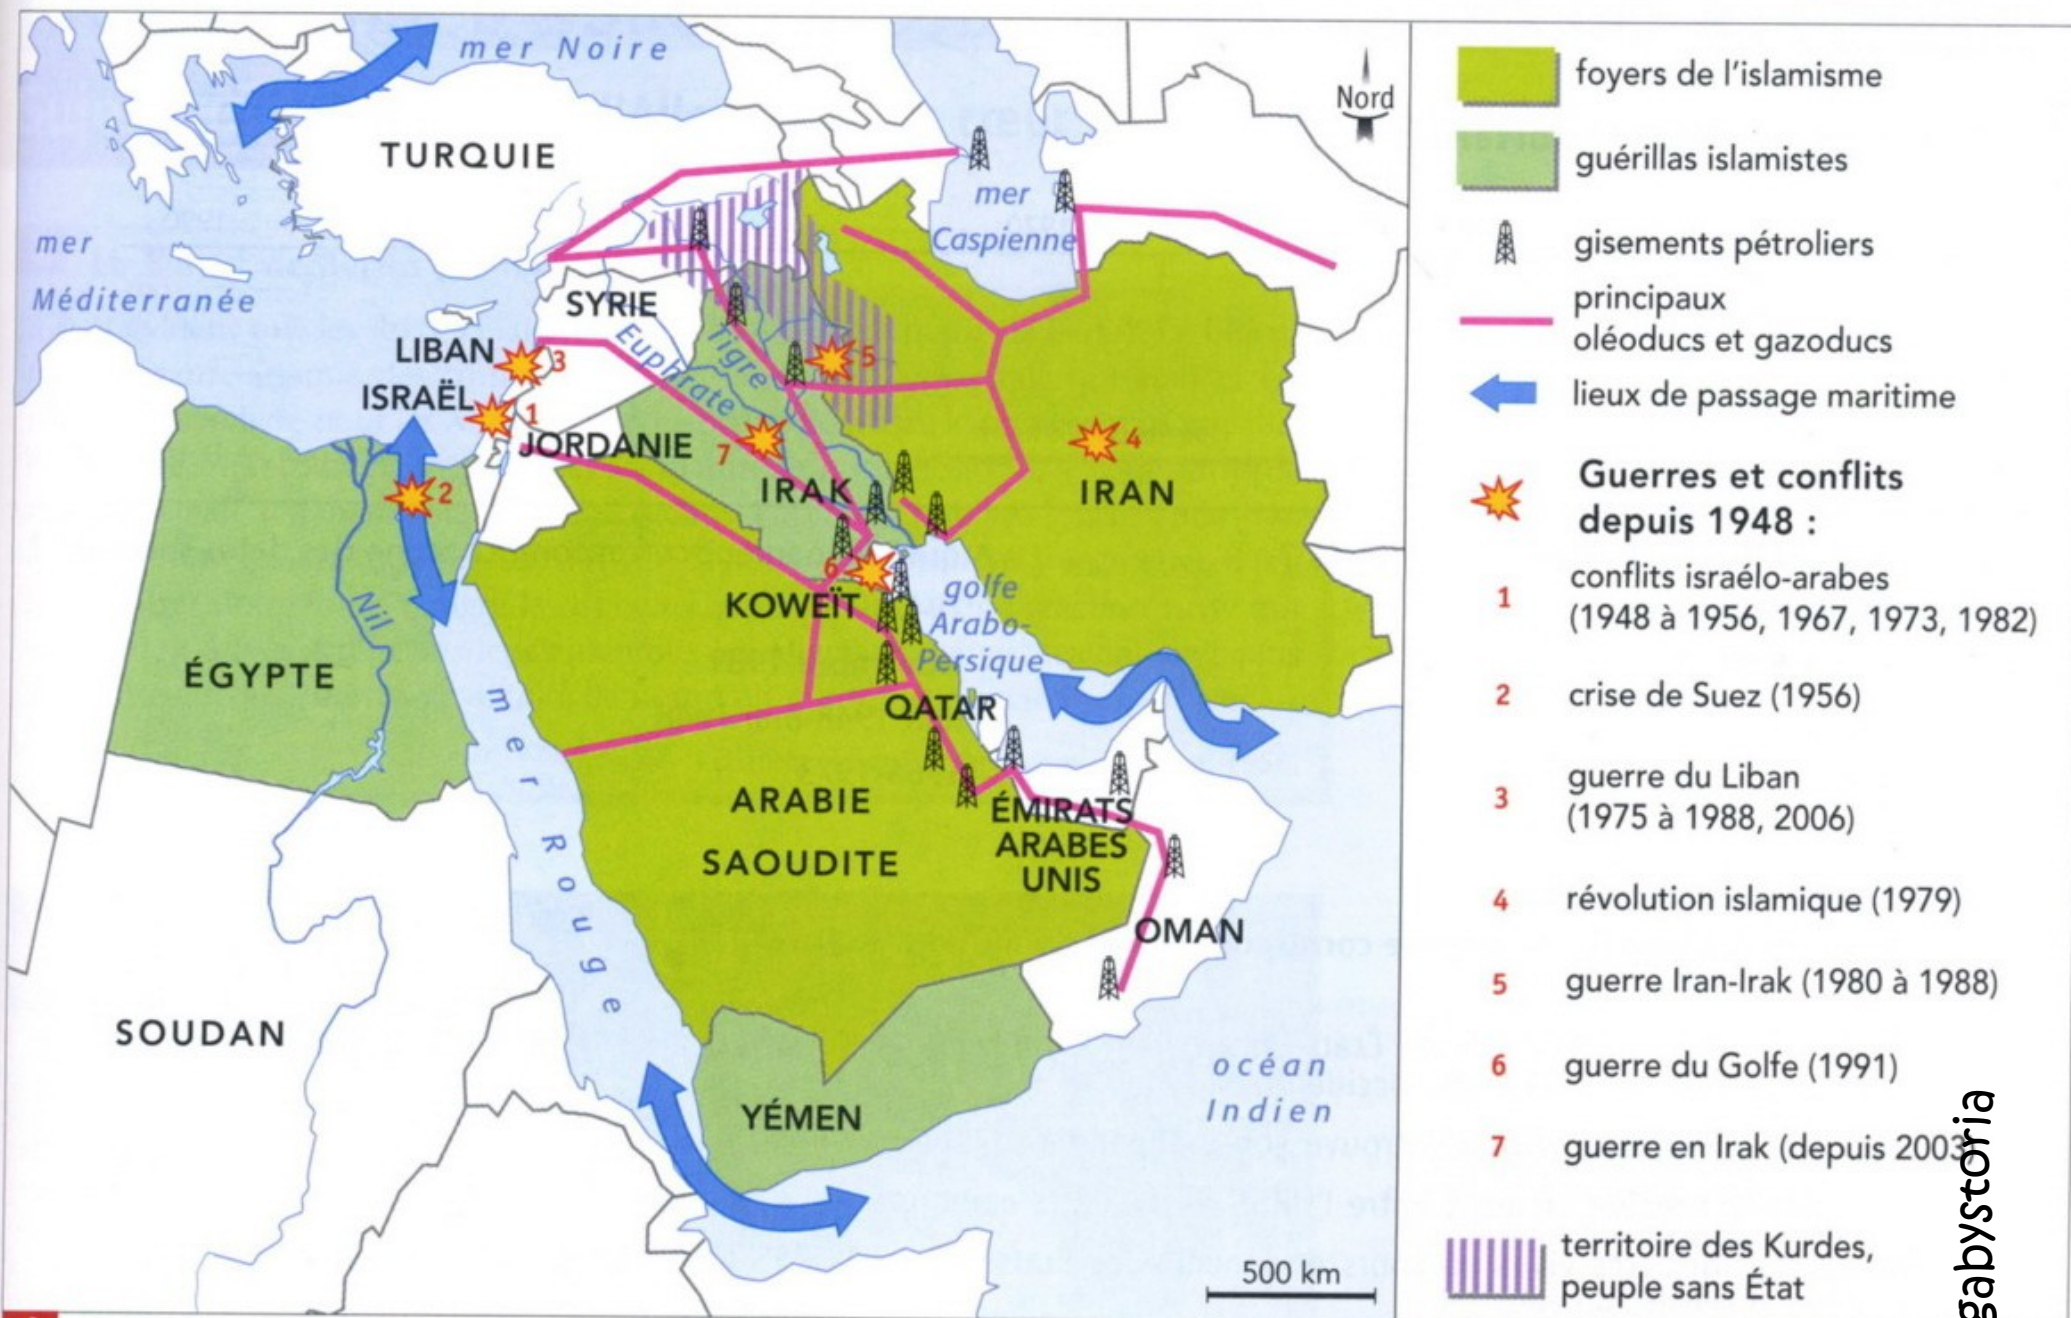 mer Noire
Nord
TURQUIE
mer
Caspienne
mer
Méditerranée
SYRIE
Tigre
Euphrate
LIBAN
3
5
ISRAËL
1
JORDANIE
7
4
2
IRAK
IRAN
6
KOWEÏT
golfe
Arabo-
Persique
Nil
ÉGYPTE
QATAR
mer Rouge
ARABIE
SAOUDITE
ÉMIRATS
ARABES
UNIS
OMAN
SOUDAN
YÉMEN
océan
Indien
500 km
foyers de l'islamisme
guérillas islamistes
gisements pétroliers
principaux
oléoducs et gazoducs
lieux de passage maritime
Guerres et conflits
depuis 1948 :
1 conflits israélo-arabes
(1948 à 1956, 1967, 1973, 1982)
2 crise de Suez (1956)
3 guerre du Liban
(1975 à 1988, 2006)
4 révolution islamique (1979)
5 guerre Iran-Irak (1980 à 1988)
6 guerre du Golfe (1991)
7 guerre en Irak (depuis 2003)
territoire des Kurdes,
peuple sans État
gabystoria